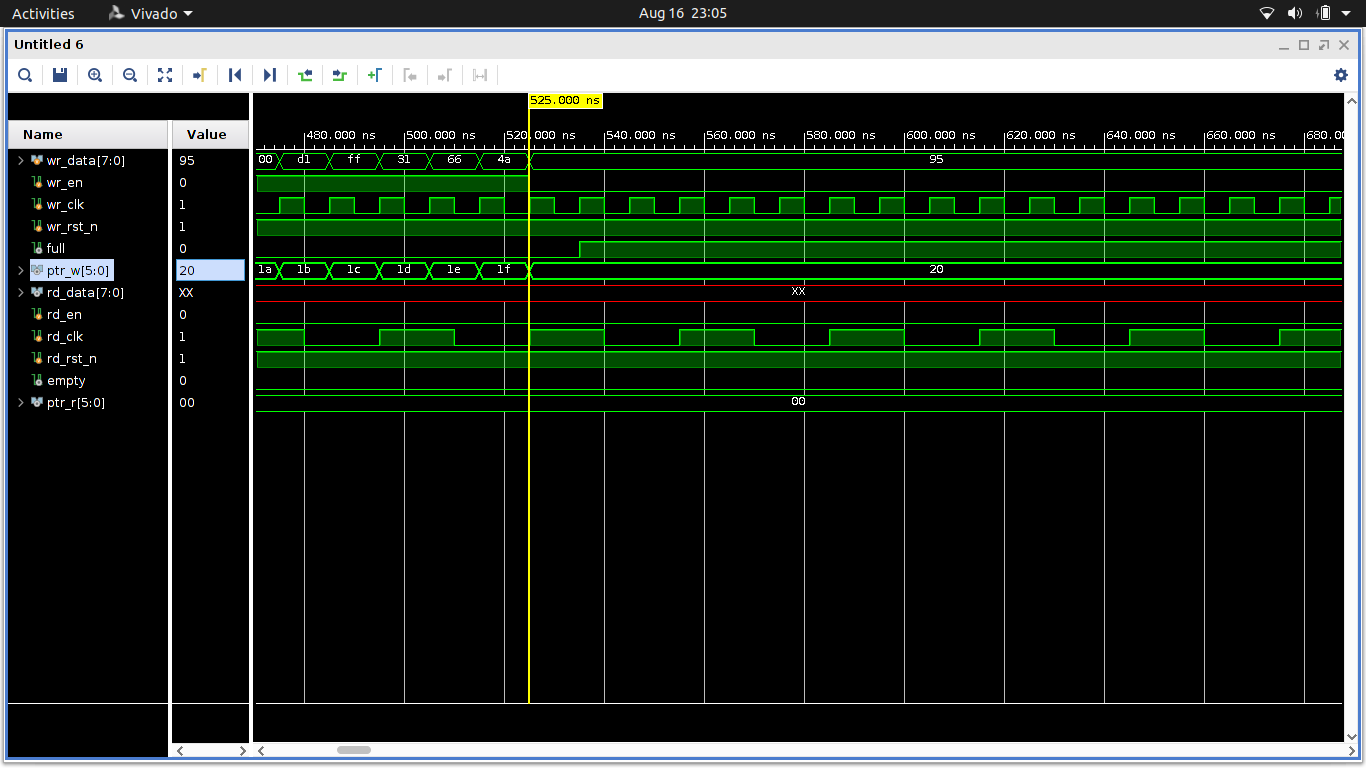 Activities Vivado Aug 16 23:05
Untitled 6
525.000 ns
Name Value
480.000 ns 500.000 ns 520.000 ns 540.000 ns 560.000 ns 580.000 ns 600.000 ns 620.000 ns 640.000 ns 660.000 ns 680.0
wr_data[7:0] 95 00 d1 ff 31 66 4a 95
wr_en 0
wr_clk 1
wr_rst_n 1
full 0
ptr_w[5:0] 20 1a 1b 1c 1d 1e 1f 20
rd_data[7:0] XX XX
rd_en 0
rd_clk 1
rd_rst_n 1
empty 0
ptr_r[5:0] 00 00